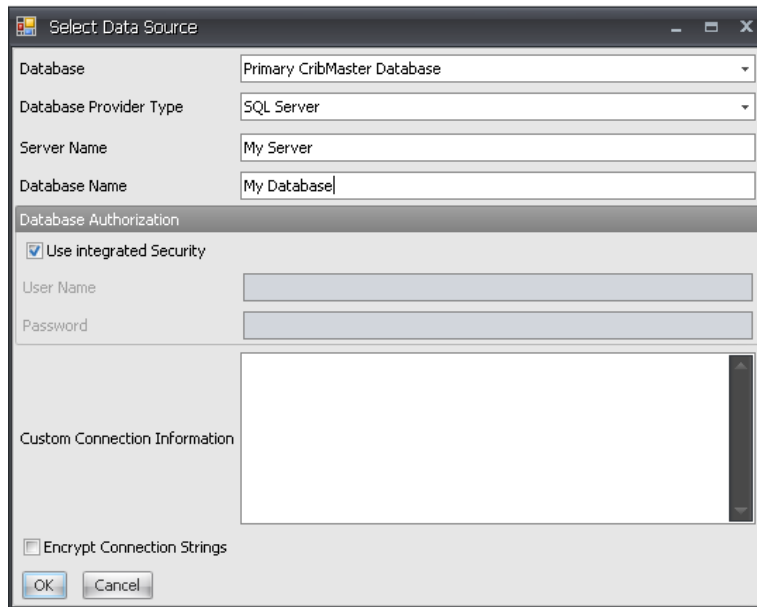 Select Data Source
Database Primary CribMaster Database
Database Provider Type SQL Server
Server Name My Server
Database Name My Database
Database Authorization
Use integrated Security
User Name
Password
Custom Connection Information
Encrypt Connection Strings
OK Cancel